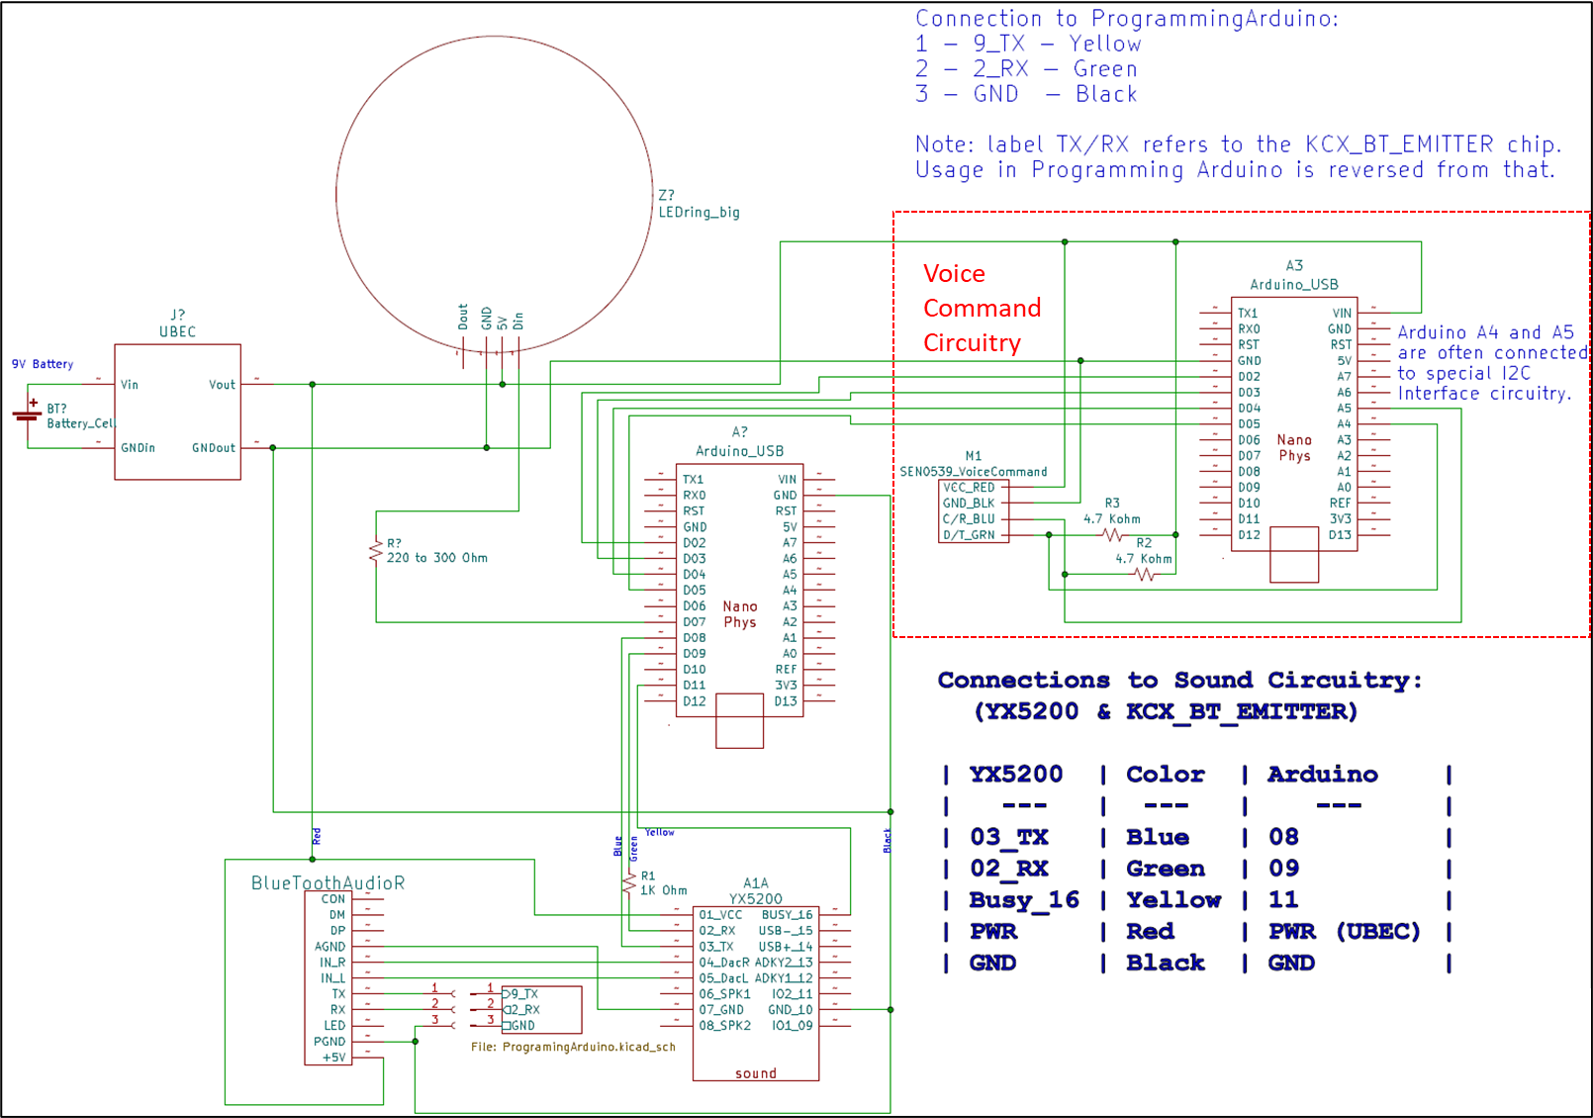 Connection to ProgrammingArduino:
1 - 9_TX - Yellow
2 - 2_RX - Green
3 - GND - Black
Note: label TX/RX refers to the KCX_BT_EMITTER chip.
Usage in Programming Arduino is reversed from that.
Z?
LEDring_big
Dout
GND
5V
Din
J?
UBEC
9V Battery
Vin
Vout
GNDin
GNDout
+
BT?
Battery_Cell
R?
220 to 300 Ohm
Voice
Command
Circuitry
A3
Arduino_USB
TX1 VIN
RX0 GND
RST RST
GND 5V
D02 A7
D03 A6
D04 A5
D05 A4
D06 A3
D07 A2
D08 A1
D09 A0
D10 REF
D11 3V3
D12 D13
Nano
Phys
Arduino A4 and A5
are often connected
to special I2C
Interface circuitry.
M1
SEN0539_VoiceCommand
VCC_RED
GND_BLK
C/R_BLU
D/T_GRN
R3
4.7 Kohm
R2
4.7 Kohm
A?
Arduino_USB
TX1 VIN
RX0 GND
RST RST
GND 5V
D02 A7
D03 A6
D04 A5
D05 A4
D06 A3
D07 A2
D08 A1
D09 A0
D10 REF
D11 3V3
D12 D13
Nano
Phys
Connections to Sound Circuitry:
(YX5200 & KCX_BT_EMITTER)
| YX5200 | Color | Arduino |
| --- | --- | --- |
| 03_TX | Blue | 08 |
| 02_RX | Green | 09 |
| Busy_16 | Yellow | 11 |
| PWR | Red | PWR (UBEC) |
| GND | Black | GND |
Red
Blue
Green
Yellow
Black
R1
1K Ohm
BlueToothAudioR
CON
DM
DP
AGND
IN_R
IN_L
TX
RX
LED
PGND
+5V
1 1 9_TX
2 2 2_RX
3 3 GND
File: ProgramingArduino.kicad_sch
A1A
YX5200
01_VCC BUSY_16
02_RX USB-_15
03_TX USB+_14
04_DacR ADKY2_13
05_DacL ADKY1_12
06_SPK1 IO2_11
07_GND GND_10
08_SPK2 IO1_09
sound